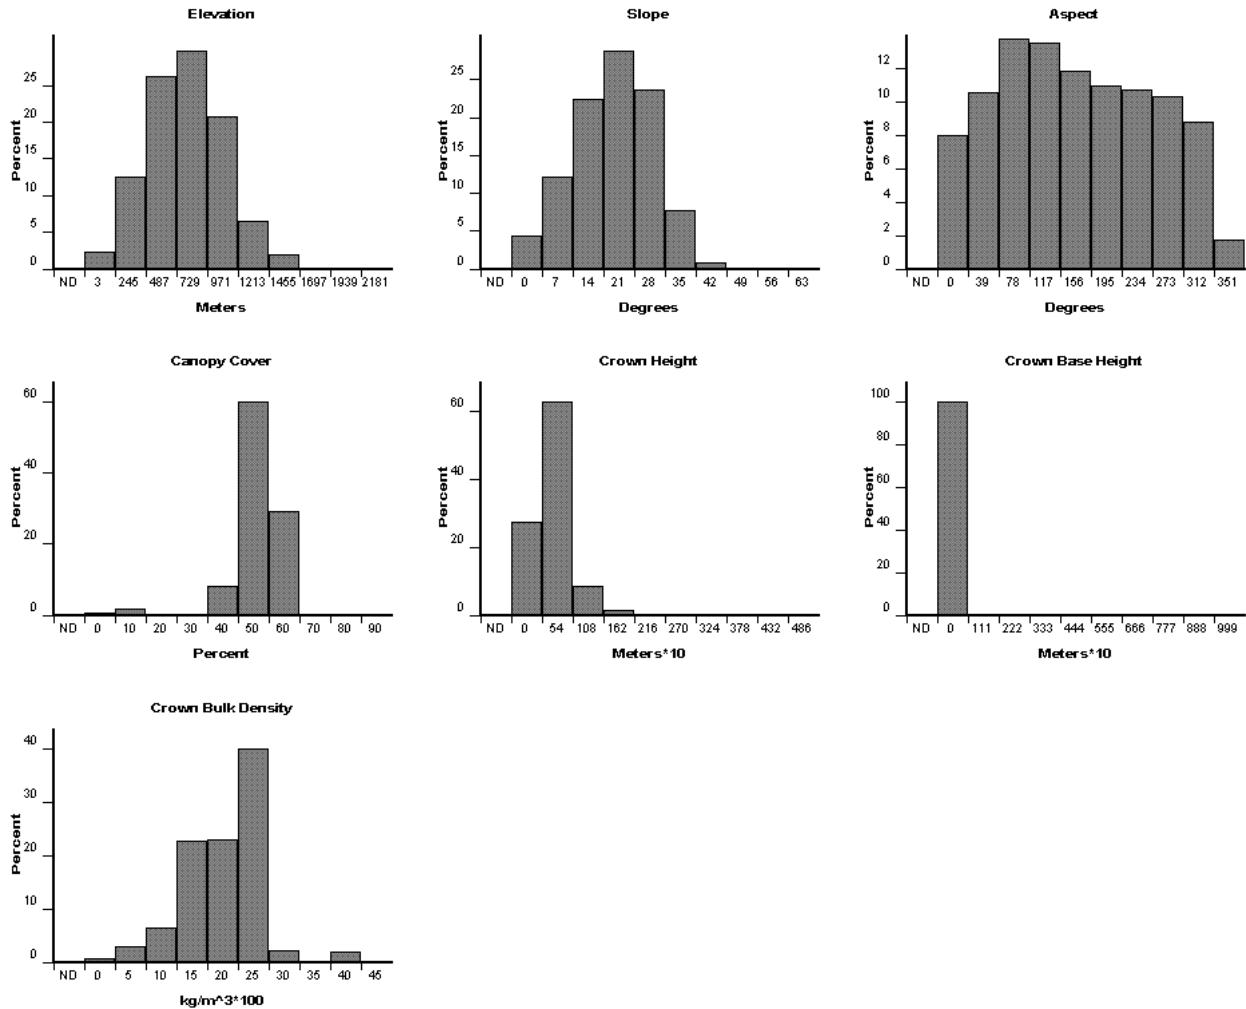 Elevation
Percent
25
20
15
10
5
0
ND 3 245 487 729 971 1213 1455 1697 1939 2181
Meters
Slope
Percent
25
20
15
10
5
0
ND 0 7 14 21 28 35 42 49 56 63
Degrees
Aspect
Percent
12
10
8
6
4
2
0
ND 0 39 78 117 156 195 234 273 312 351
Degrees
Canopy Cover
Percent
60
40
20
0
ND 0 10 20 30 40 50 60 70 80 90
Percent
Crown Height
Percent
60
40
20
0
ND 0 54 108 162 216 270 324 378 432 486
Meters*10
Crown Base Height
Percent
100
80
60
40
20
0
ND 0 111 222 333 444 555 666 777 888 999
Meters*10
Crown Bulk Density
Percent
40
30
20
10
0
ND 0 5 10 15 20 25 30 35 40 45
kg/m^3*100